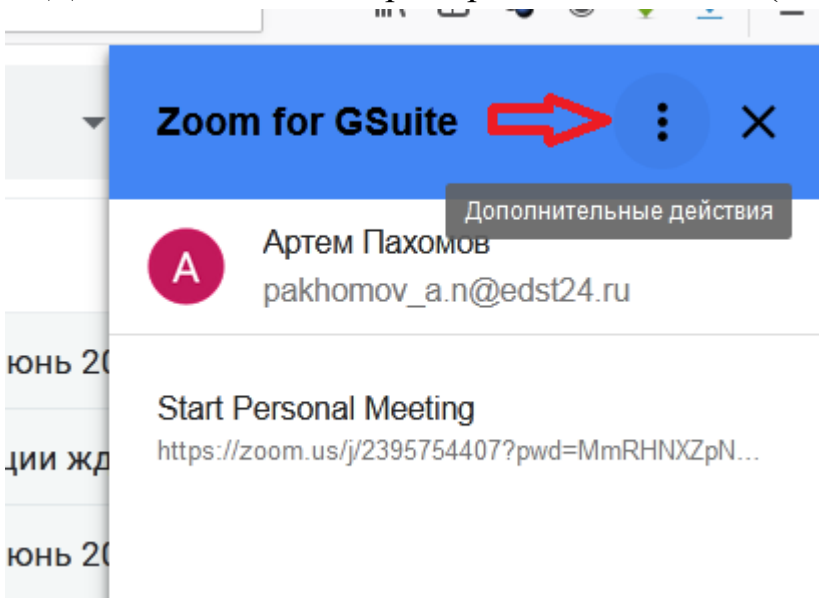 Zoom for GSuite
Дополнительные действия
A
Артем Пахомов
pakhomov_a.n@edst24.ru
юнь 20
Start Personal Meeting
https://zoom.us/j/2395754407?pwd=MmRHNXZpN...
ции жд
юнь 20